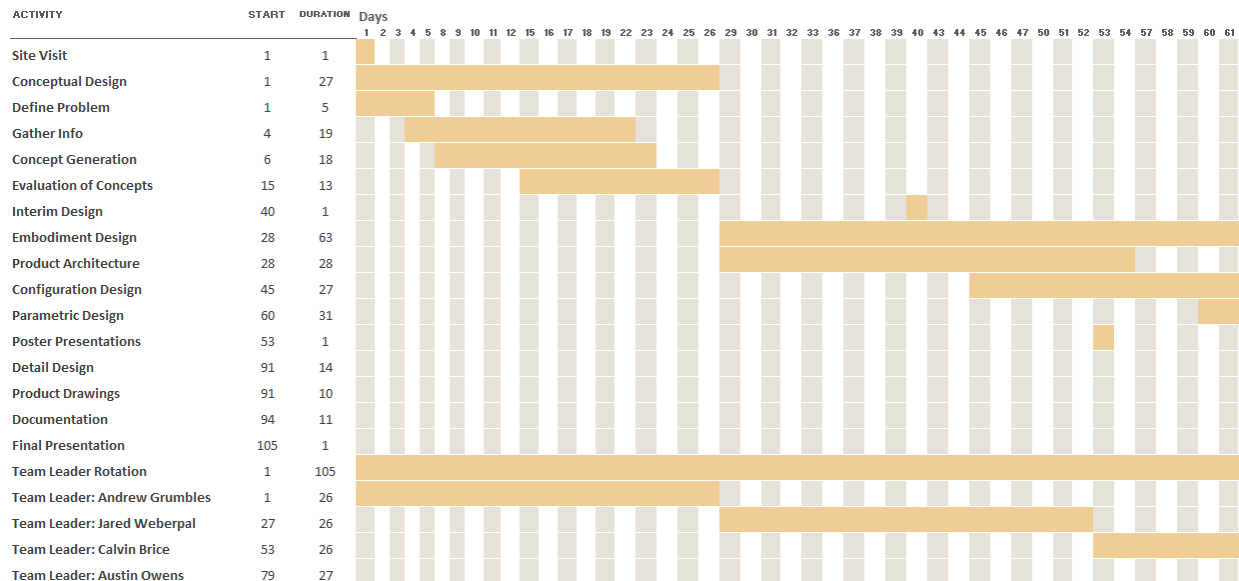 ACTIVITY START DURATION Days
1 2 3 4 5 8 9 10 11 12 15 16 17 18 19 22 23 24 25 26 29 30 31 32 33 36 37 38 39 40 43 44 45 46 47 50 51 52 53 54 57 58 59 60 61
Site Visit 1 1
Conceptual Design 1 27
Define Problem 1 5
Gather Info 4 19
Concept Generation 6 18
Evaluation of Concepts 15 13
Interim Design 40 1
Embodiment Design 28 63
Product Architecture 28 28
Configuration Design 45 27
Parametric Design 60 31
Poster Presentations 53 1
Detail Design 91 14
Product Drawings 91 10
Documentation 94 11
Final Presentation 105 1
Team Leader Rotation 1 105
Team Leader: Andrew Grumbles 1 26
Team Leader: Jared Weberpal 27 26
Team Leader: Calvin Brice 53 26
Team Leader: Austin Owens 79 27